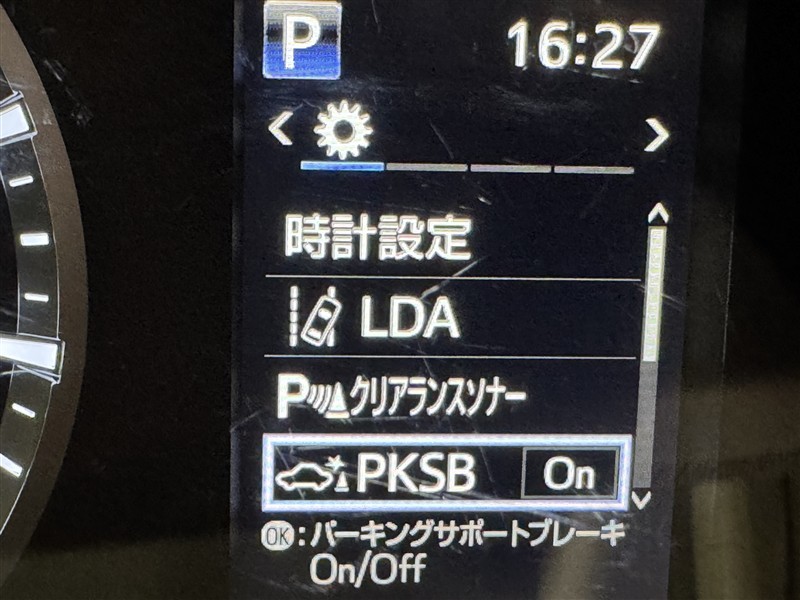 P 16:27
時計設定
LDA
P クリアランスソナー
PKSB On
OK:パーキングサポートブレーキ
On/Off